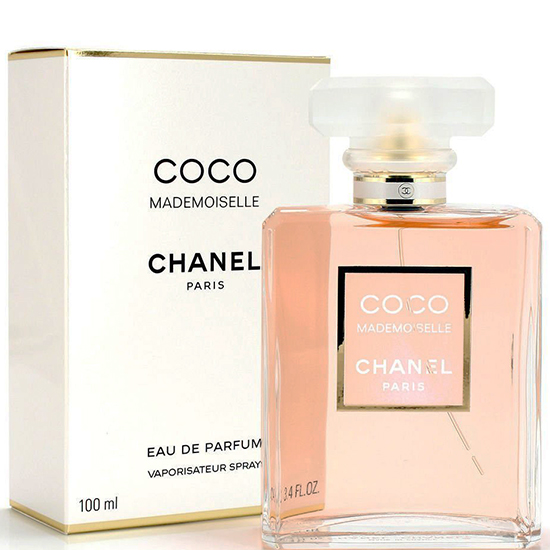 COCO
MADEMOISELLE
CHANEL
PARIS
EAU DE PARFUM
VAPORISATEUR SPRAY
100 ml
COCO
MADEMOISELLE
CHANEL
PARIS
3.4 FL.OZ.